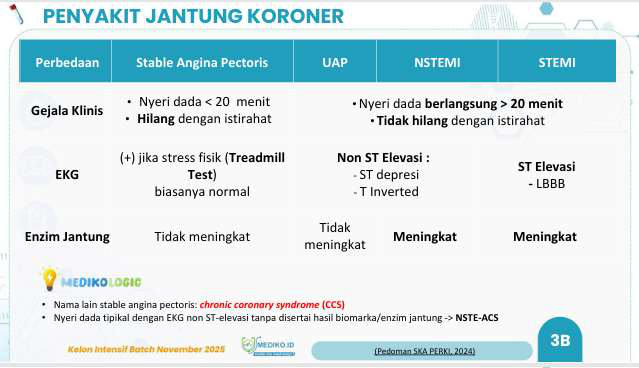 PENYAKIT JANTUNG KORONER
Perbedaan
Stable Angina Pectoris
UAP
NSTEMI
STEMI
Gejala Klinis
• Nyeri dada < 20 menit
• Hilang dengan istirahat
• Nyeri dada berlangsung > 20 menit
• Tidak hilang dengan istirahat
EKG
(+) jika stress fisik (Treadmill
Test)
biasanya normal
Non ST Elevasi :
- ST depresi
- T Inverted
ST Elevasi
- LBBB
Enzim Jantung
Tidak meningkat
Tidak
meningkat
Meningkat
Meningkat
MEDIKOLOGIC
• Nama lain stable angina pectoris: chronic coronary syndrome (CCS)
• Nyeri dada tipikal dengan EKG non ST-elevasi tanpa disertai hasil biomarka/enzim jantung -> NSTE-ACS
Kelon Intensif Batch November 2025
MEDIKO.ID
(Pedoman SKA PERKI, 2024)
3B